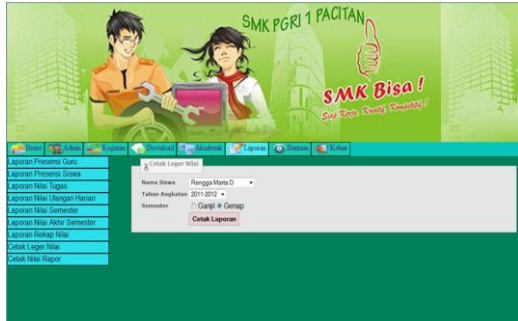 SMK PGRI 1 PACITAN
SMK Bisa !
Siap Kerja, Kreatif, Kompetitif !
Home Admin Kegiatan Download Akademik Laporan Bantuan Keluar
Laporan Presensi Guru
Laporan Presensi Siswa
Laporan Nilai Tugas
Laporan Nilai Ulangan Harian
Laporan Nilai Semester
Laporan Nilai Akhir Semester
Laporan Rekap Nilai
Cetak Leger Nilai
Cetak Nilai Rapor
Cetak Leger Nilai
Nama Siswa Rengga Marta D
Tahun Angkatan 2011-2012
Semester Ganjil Genap
Cetak Laporan